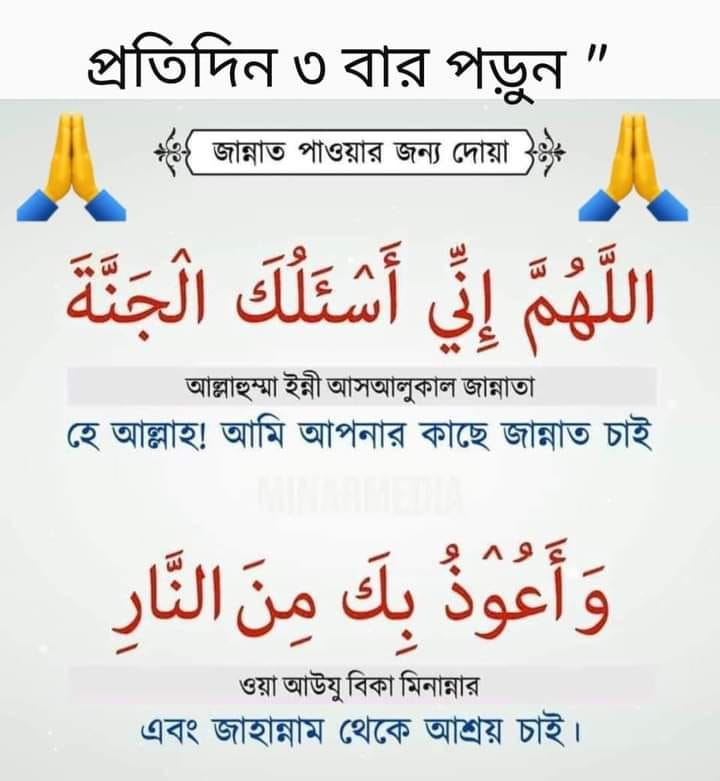 প্রতিদিন ৩ বার পড়ুন "
জান্নাত পাওয়ার জন্য দোয়া
اللَّهُمَّ إِنِّي أَسْئَلُكَ الْجَنَّةَ
আল্লাহুম্মা ইন্নী আসআলুকাল জান্নাতা
হে আল্লাহ! আমি আপনার কাছে জান্নাত চাই
MINARMEDIA
وَ أَعُوْذُ بِكَ مِنَ النَّارِ
ওয়া আউযু বিকা মিনান্নার
এবং জাহান্নাম থেকে আশ্রয় চাই।